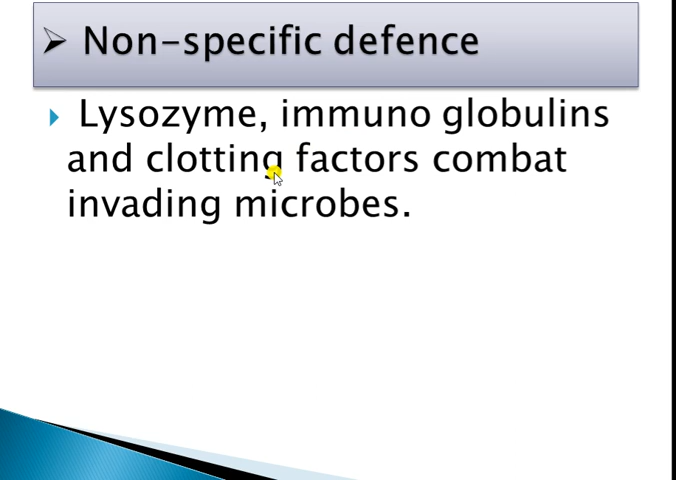 Non-specific defence
Lysozyme, immuno globulins
and clotting factors combat
invading microbes.